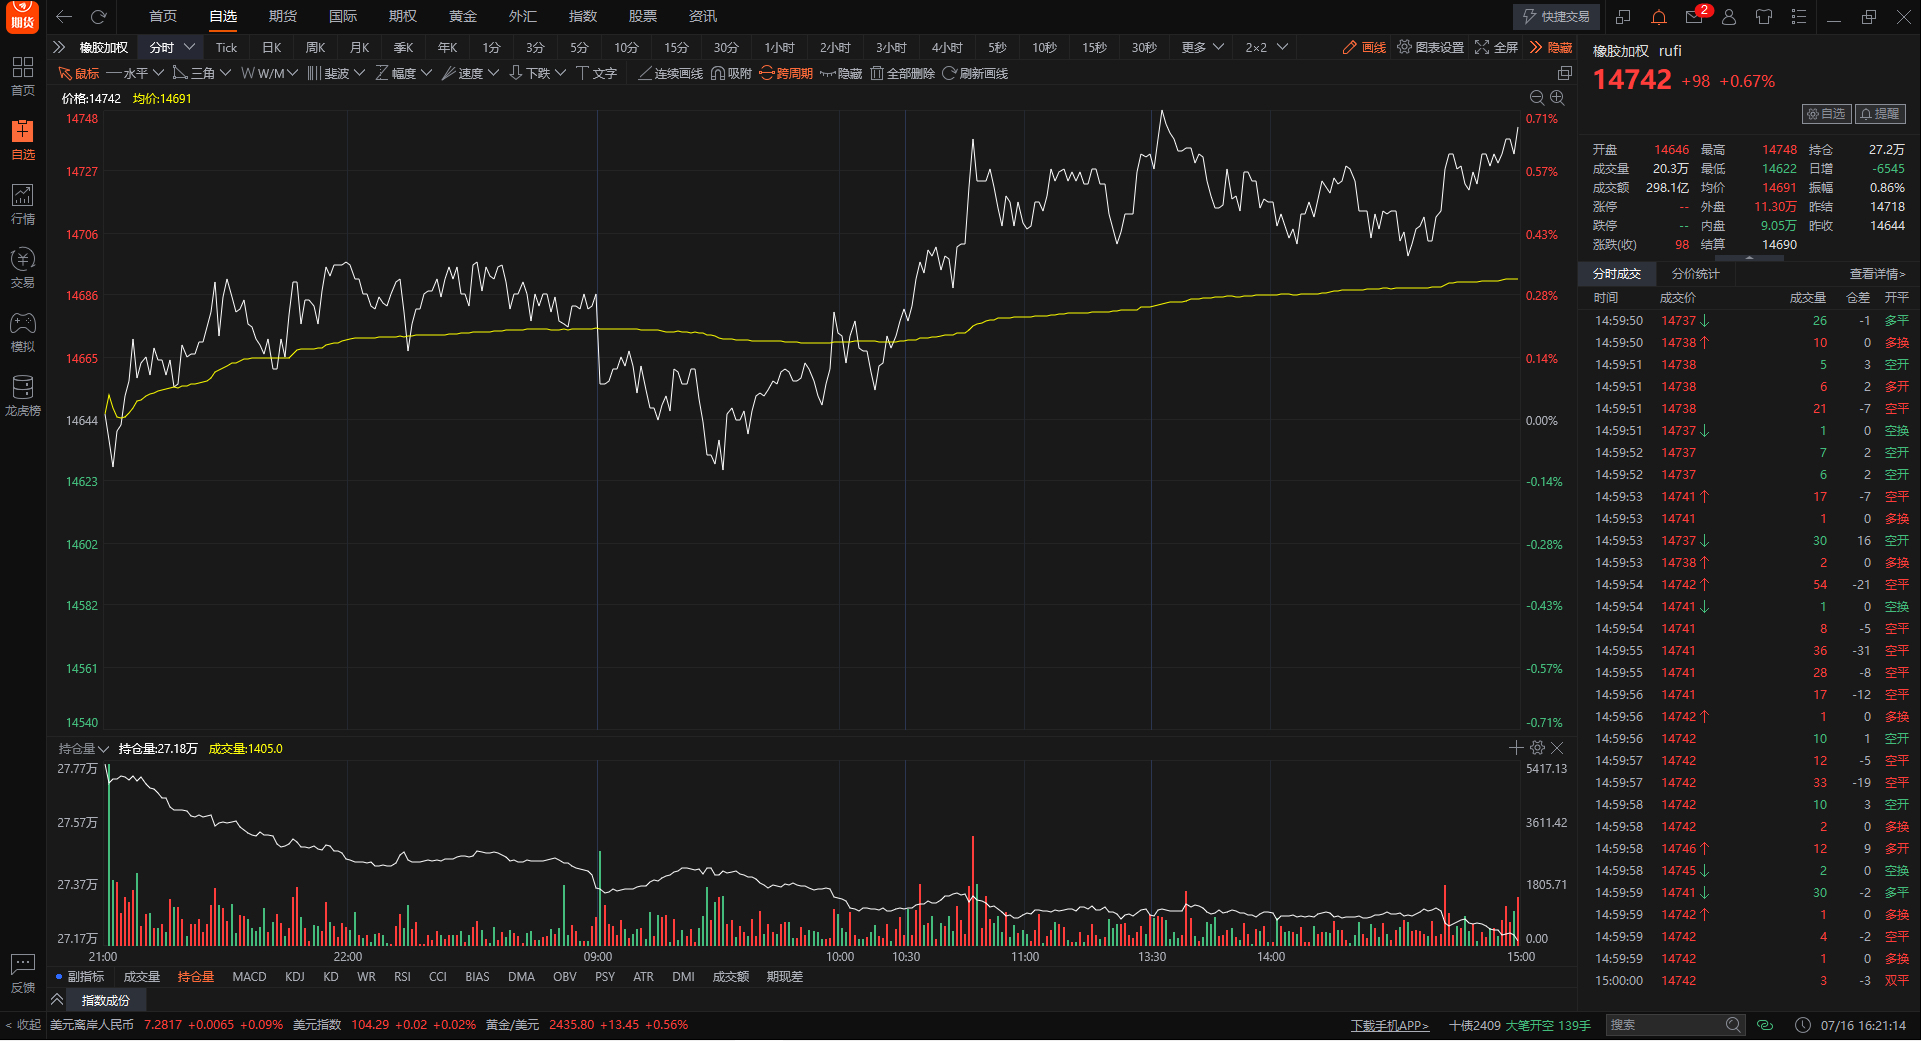 期货
首页 自选 期货 国际 期权 黄金 外汇 指数 股票 资讯
快捷交易 2
橡胶加权 分时 Tick 日K 周K 月K 季K 年K 1分 3分 5分 10分 15分 30分 1小时 2小时 3小时 4小时 5秒 10秒 15秒 30秒 更多 2×2 画线 图表设置 全屏 隐藏
鼠标 水平 三角 W/M 斐波 幅度 速度 下跌 文字 连续画线 吸附 跨周期 隐藏 全部删除 刷新画线
首页
自选
行情
交易
模拟
龙虎榜
反馈
< 收起
价格:14742 均价:14691
14748 0.71%
14727 0.57%
14706 0.43%
14686 0.28%
14665 0.14%
14644 0.00%
14623 -0.14%
14602 -0.28%
14582 -0.43%
14561 -0.57%
14540 -0.71%
持仓量 持仓量:27.18万 成交量:1405.0
27.77万 5417.13
27.57万 3611.42
27.37万 1805.71
27.17万 0.00
21:00 22:00 09:00 10:00 10:30 11:00 13:30 14:00 15:00
副指标 成交量 持仓量 MACD KDJ KD WR RSI CCI BIAS DMA OBV PSY ATR DMI 成交额 期现差
指数成份
橡胶加权 rufi
14742 +98 +0.67%
自选 提醒
开盘 14646 最高 14748 持仓 27.2万
成交量 20.3万 最低 14622 日增 -6545
成交额 298.1亿 均价 14691 振幅 0.86%
涨停 -- 外盘 11.30万 昨结 14718
跌停 -- 内盘 9.05万 昨收 14644
涨跌(收) 98 结算 14690
分时成交 分价统计 查看详情>
时间 成交价 成交量 仓差 开平
14:59:50 14737↓ 26 -1 多平
14:59:50 14738↑ 10 0 多换
14:59:51 14738 5 3 空开
14:59:51 14738 6 2 多开
14:59:51 14738 21 -7 空平
14:59:51 14737↓ 1 0 空换
14:59:52 14737 7 2 空开
14:59:52 14737 6 2 空开
14:59:53 14741↑ 17 -7 空平
14:59:53 14741 1 0 多换
14:59:53 14737↓ 30 16 空开
14:59:53 14738↑ 2 0 多换
14:59:54 14742↑ 54 -21 空平
14:59:54 14741↓ 1 0 空换
14:59:54 14741 8 -5 空平
14:59:55 14741 36 -31 空平
14:59:55 14741 28 -8 空平
14:59:56 14741 17 -12 空平
14:59:56 14742↑ 1 0 多换
14:59:56 14742 10 1 空开
14:59:57 14742 12 -5 空平
14:59:57 14742 33 -19 空平
14:59:58 14742 10 3 空开
14:59:58 14742 2 0 多换
14:59:58 14746↑ 12 9 多开
14:59:58 14745↓ 2 0 空换
14:59:59 14741↓ 30 -2 多平
14:59:59 14742↑ 1 0 多换
14:59:59 14742 4 -2 空平
14:59:59 14742 1 0 多换
15:00:00 14742 3 -3 双平
美元离岸人民币 7.2817 +0.0065 +0.09% 美元指数 104.29 +0.02 +0.02% 黄金/美元 2435.80 +13.45 +0.56%
下载手机APP> 十债2409 大笔开空 139手 搜索 07/16 16:21:14